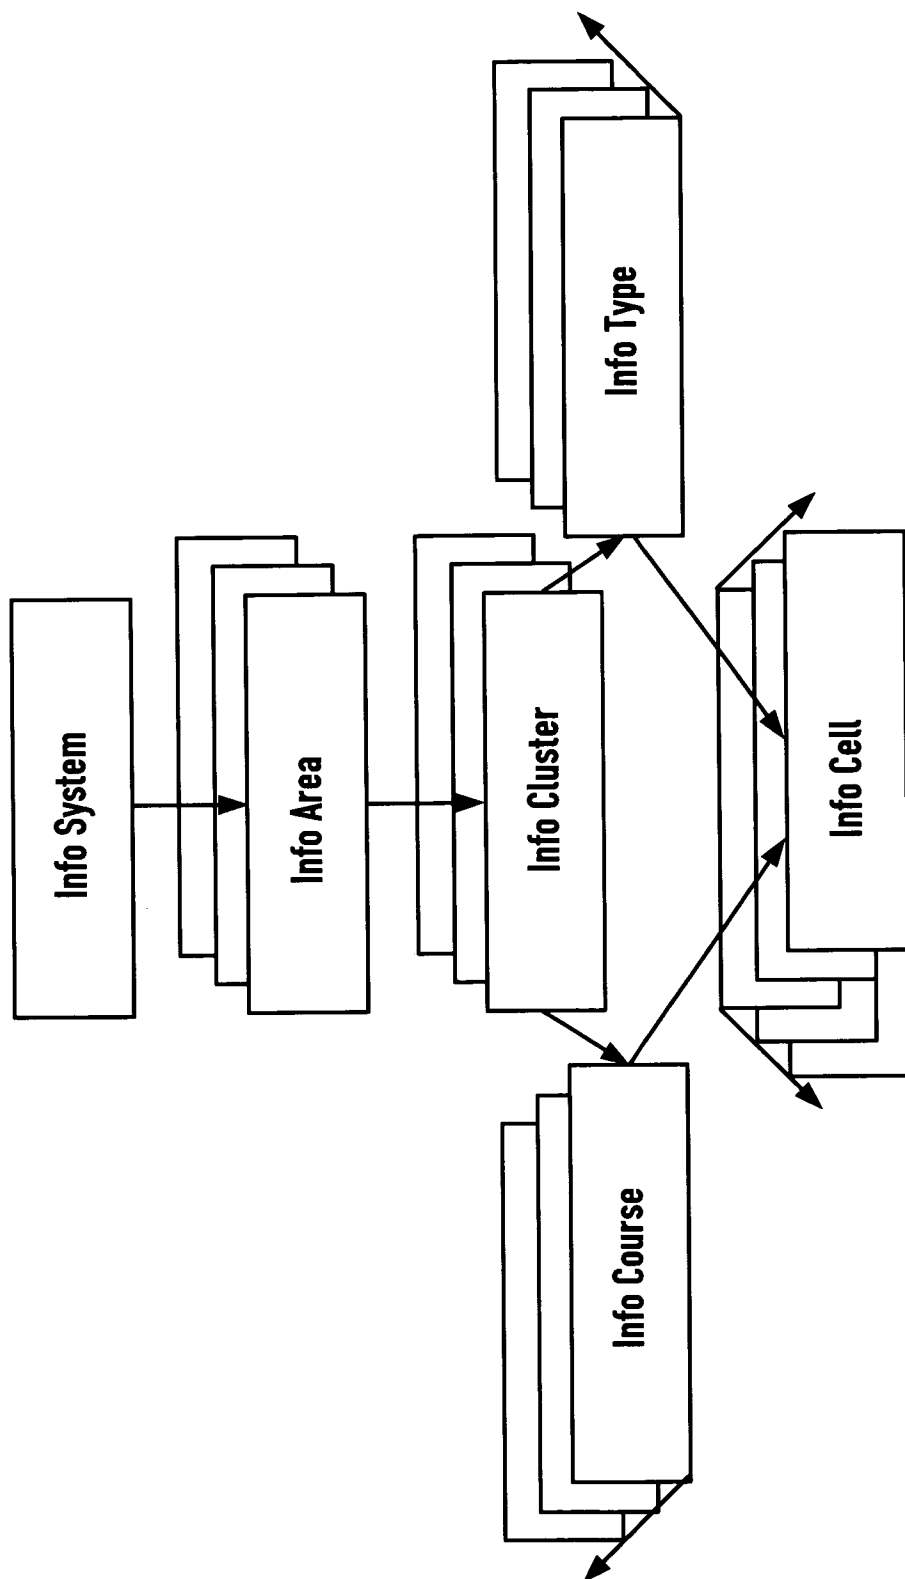 Info System
Info Area
Info Cluster
Info Course
Info Type
Info Cell